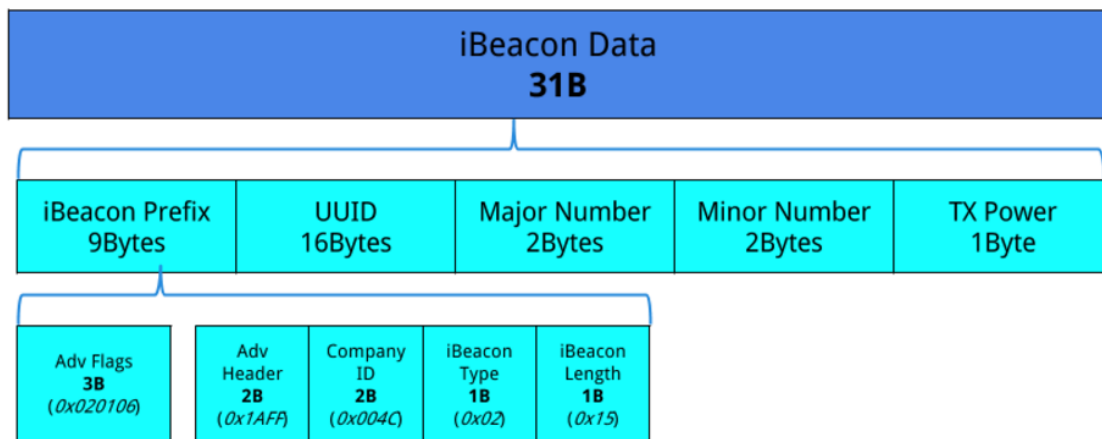 iBeacon Data
31B
iBeacon Prefix
9Bytes
UUID
16Bytes
Major Number
2Bytes
Minor Number
2Bytes
TX Power
1Byte
Adv Flags
3B
(0x020106)
Adv
Header
2B
(0x1AFF)
Company
ID
2B
(0x004C)
iBeacon
Type
1B
(0x02)
iBeacon
Length
1B
(0x15)